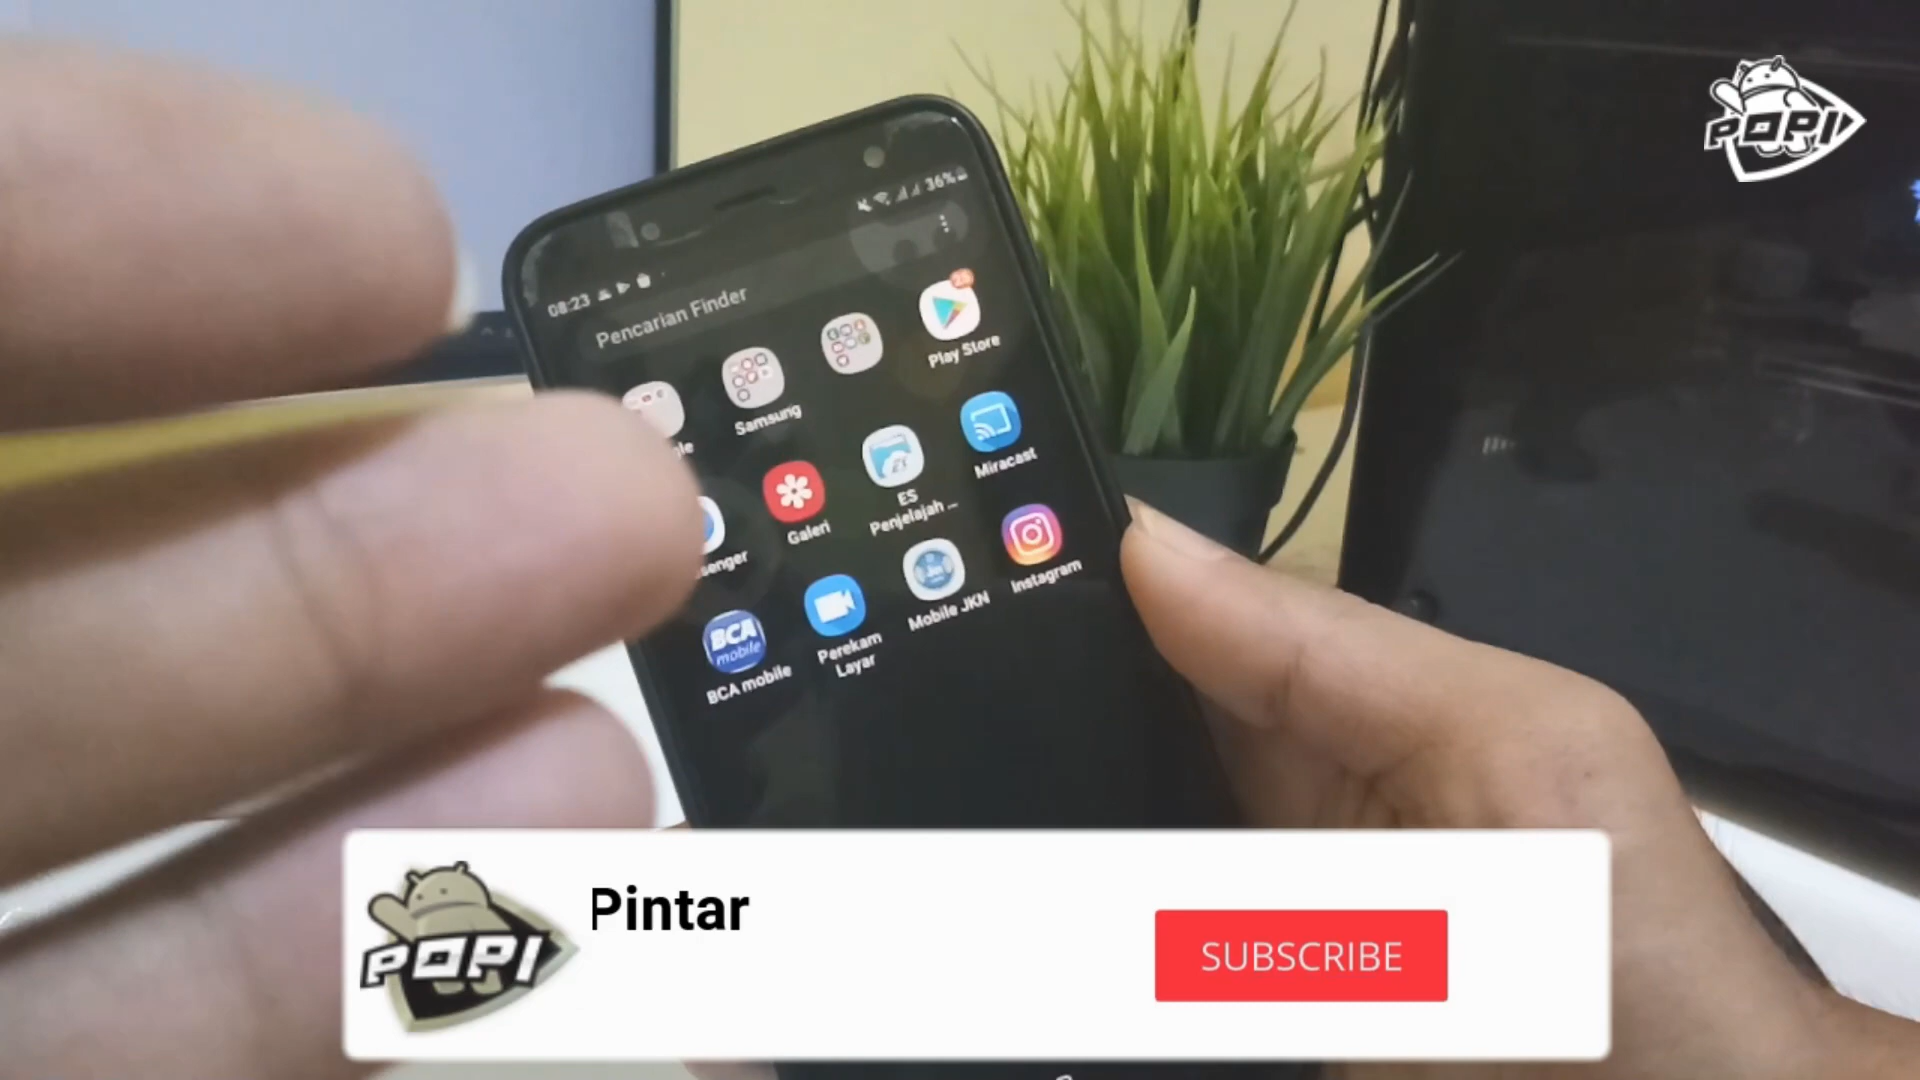 POPI
08:23
36%
Pencarian Finder
Play Store
Samsung
Miracast
ES
Penjelajah ...
Galeri
senger
Instagram
Mobile JKN
Perekam
Layar
BCA
mobile
BCA mobile
Pintar
POPI
SUBSCRIBE